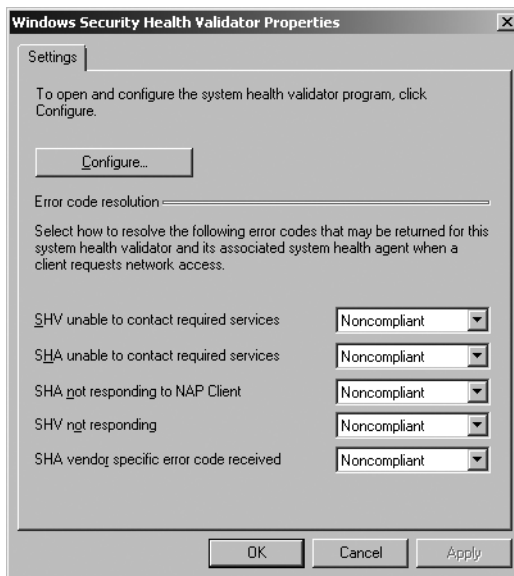 Windows Security Health Validator Properties
Settings
To open and configure the system health validator program, click
Configure.
Configure...
Error code resolution
Select how to resolve the following error codes that may be returned for this
system health validator and its associated system health agent when a
client requests network access.
SHV unable to contact required services Noncompliant
SHA unable to contact required services Noncompliant
SHA not responding to NAP Client Noncompliant
SHV not responding Noncompliant
SHA vendor specific error code received Noncompliant
OK Cancel Apply